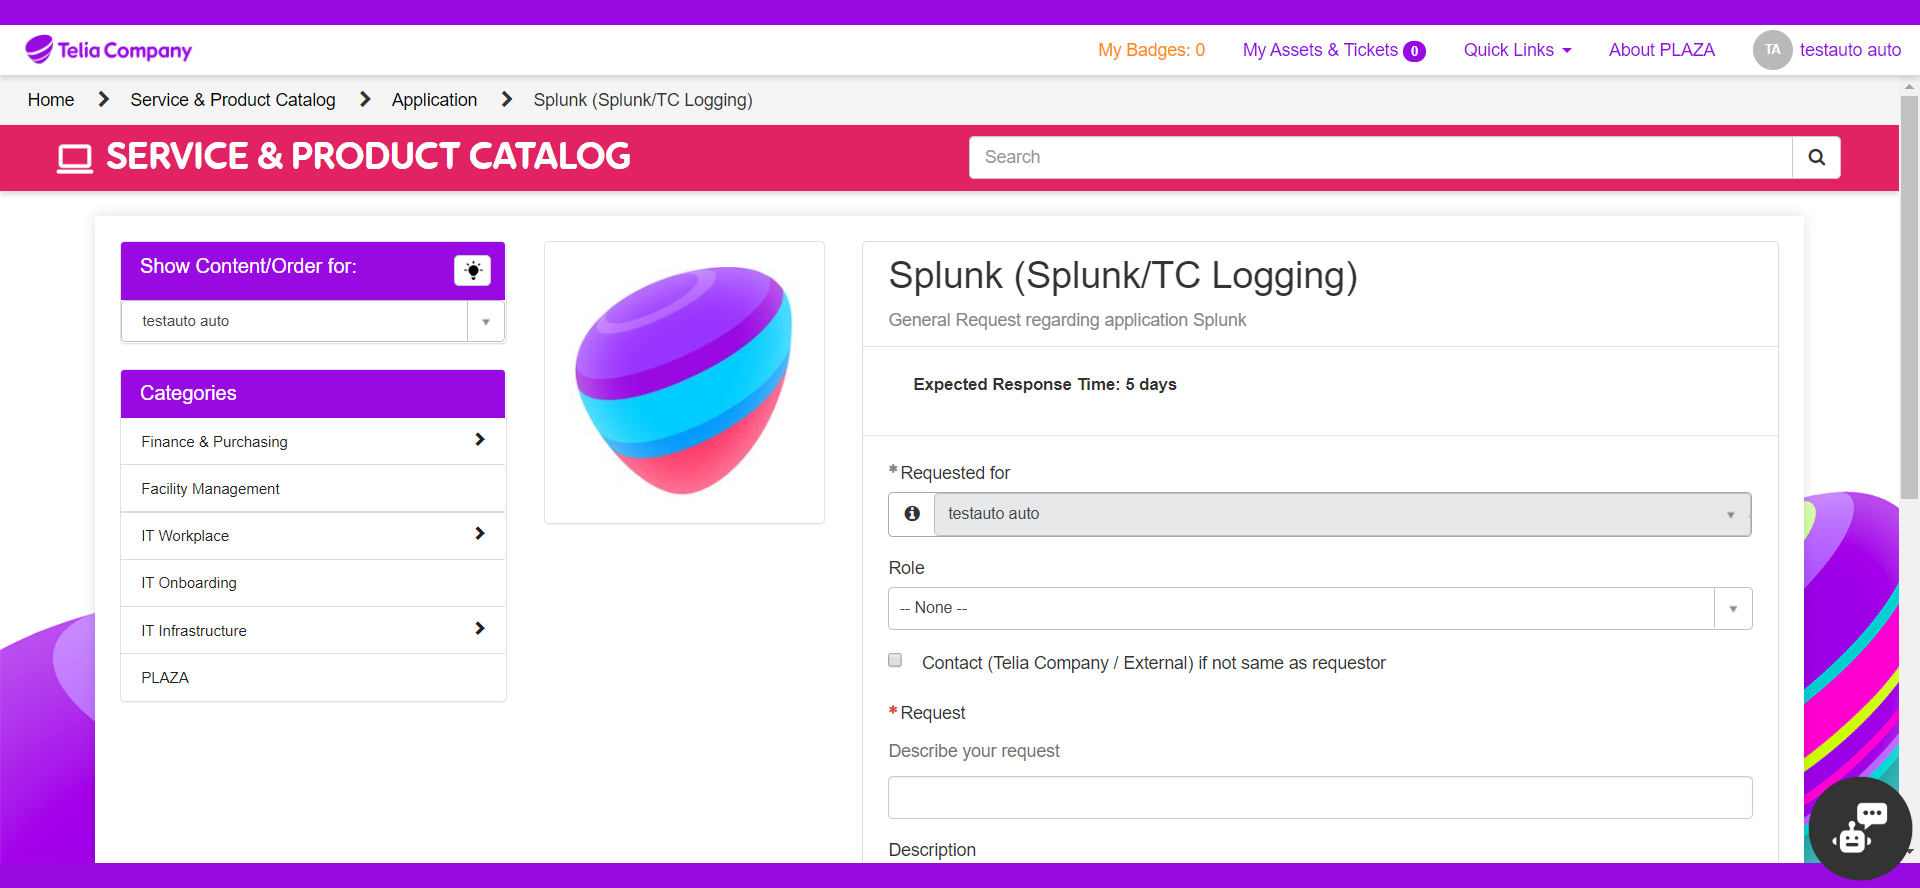 Telia Company
My Badges: 0
My Assets & Tickets 0
Quick Links
About PLAZA
TA testauto auto
Home
Service & Product Catalog
Application
Splunk (Splunk/TC Logging)
SERVICE & PRODUCT CATALOG
Search
Show Content/Order for:
testauto auto
Categories
Finance & Purchasing
Facility Management
IT Workplace
IT Onboarding
IT Infrastructure
PLAZA
Splunk (Splunk/TC Logging)
General Request regarding application Splunk
Expected Response Time: 5 days
* Requested for
testauto auto
Role
-- None --
Contact (Telia Company / External) if not same as requestor
* Request
Describe your request
Description